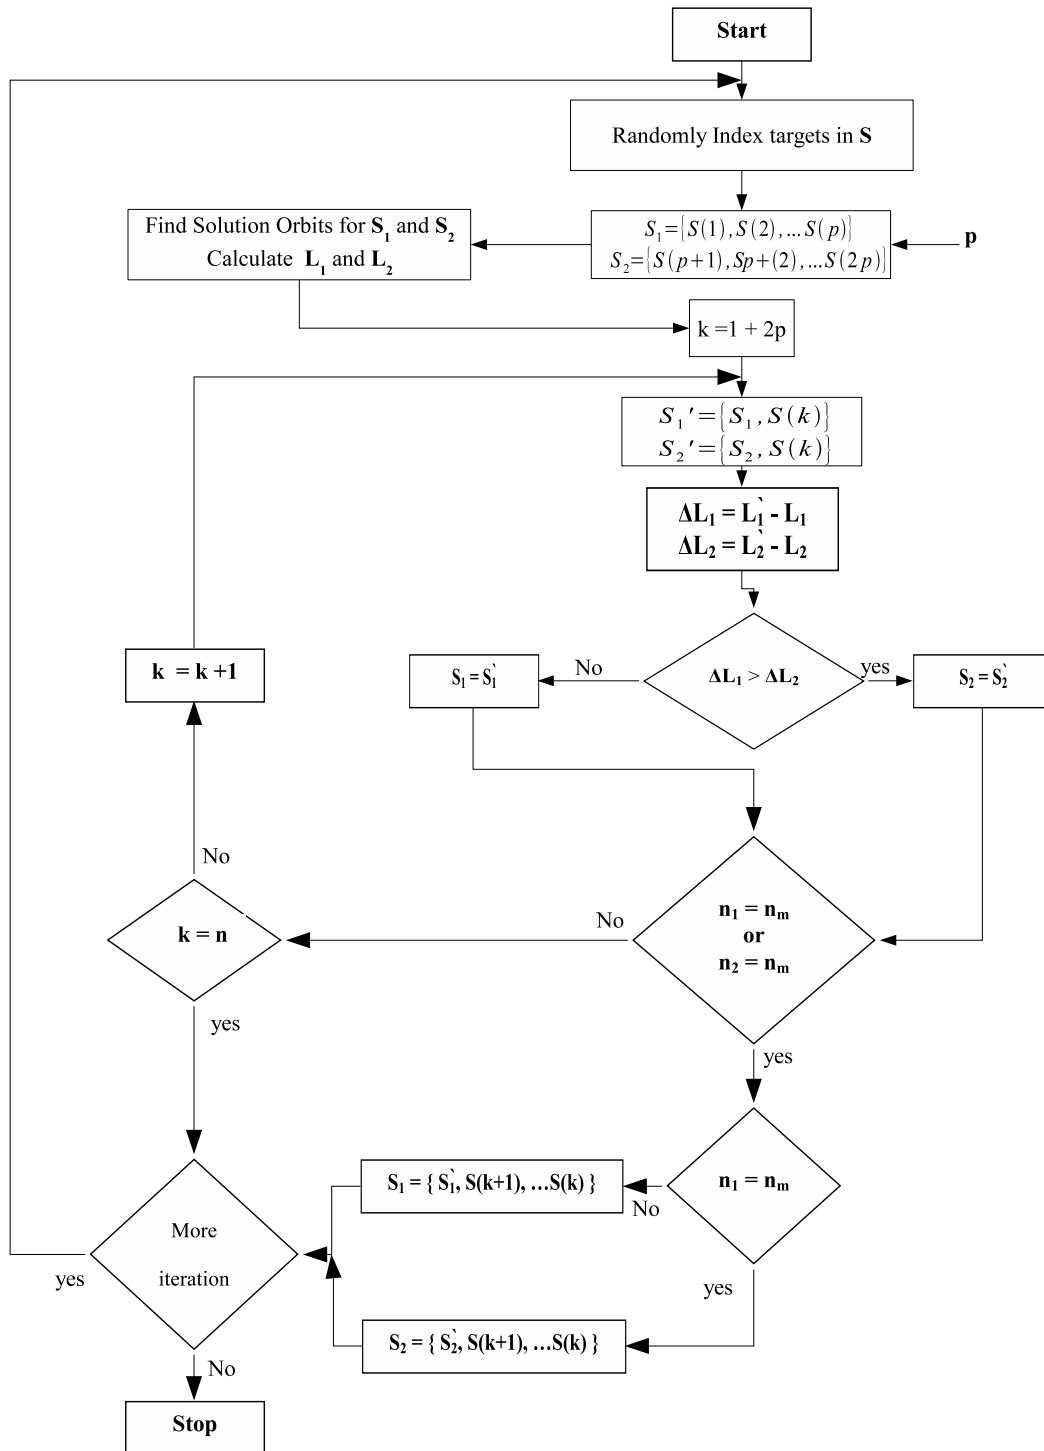 Start
Randomly Index targets in S
Find Solution Orbits for S₁ and S₂
Calculate L₁ and L₂
S₁={S(1),S(2),...S(p)}
S₂={S(p+1),Sp+(2),...S(2p)}
p
k =1 + 2p
S₁'={S₁, S(k)}
S₂'={S₂, S(k)}
ΔL₁ = L₁` - L₁
ΔL₂ = L₂` - L₂
k = k +1
S₁ = S₁`
No
ΔL₁ > ΔL₂
yes
S₂ = S₂`
No
k = n
No
n₁ = nₘ
or
n₂ = nₘ
yes
yes
S₁ = { S₁`, S(k+1), …S(k) }
No
n₁ = nₘ
More
iteration
yes
yes
S₂ = { S₂`, S(k+1), …S(k) }
No
Stop